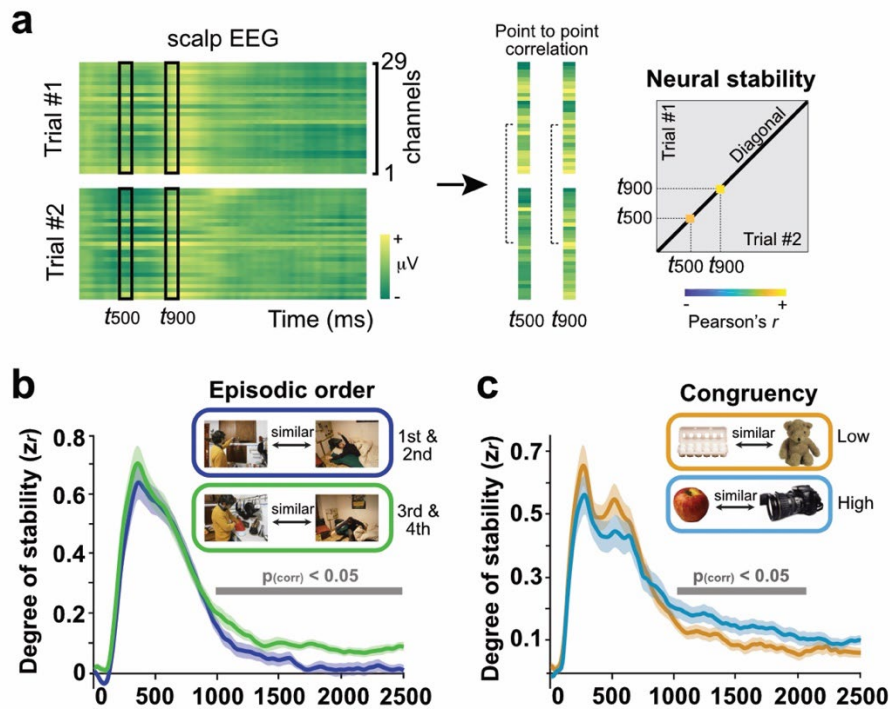 a
scalp EEG
Trial #1
Trial #2
29
channels
1
+
μV
-
t500
t900
Time (ms)
Point to point
correlation
t500
t900
Neural stability
Trial #1
Diagonal
t900
t500
Trial #2
t500
t900
-
+
Pearson's r
b
Episodic order
similar
1st &
2nd
similar
3rd &
4th
p(corr) < 0.05
Degree of stability (zr)
0.8
0.6
0.4
0.2
0
0
500
1000
1500
2000
2500
c
Congruency
similar
Low
similar
High
p(corr) < 0.05
Degree of stability (zr)
0.7
0.5
0.3
0.1
0
500
1000
1500
2000
2500